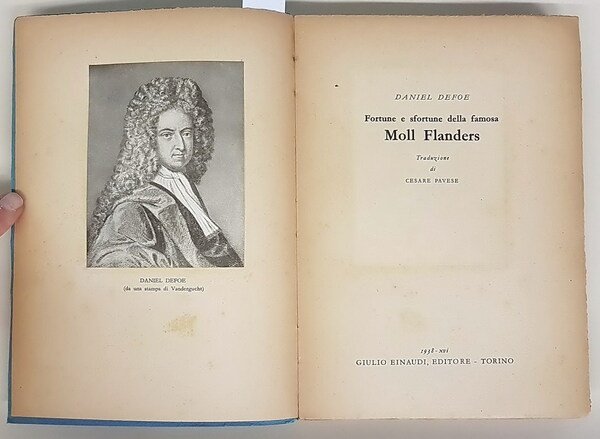 DANIEL DEFOE
(da una stampa di Vandergucht)
DANIEL DEFOE
Fortune e sfortune della famosa
Moll Flanders
Traduzione
di
CESARE PAVESE
1938-XVI
GIULIO EINAUDI, EDITORE - TORINO